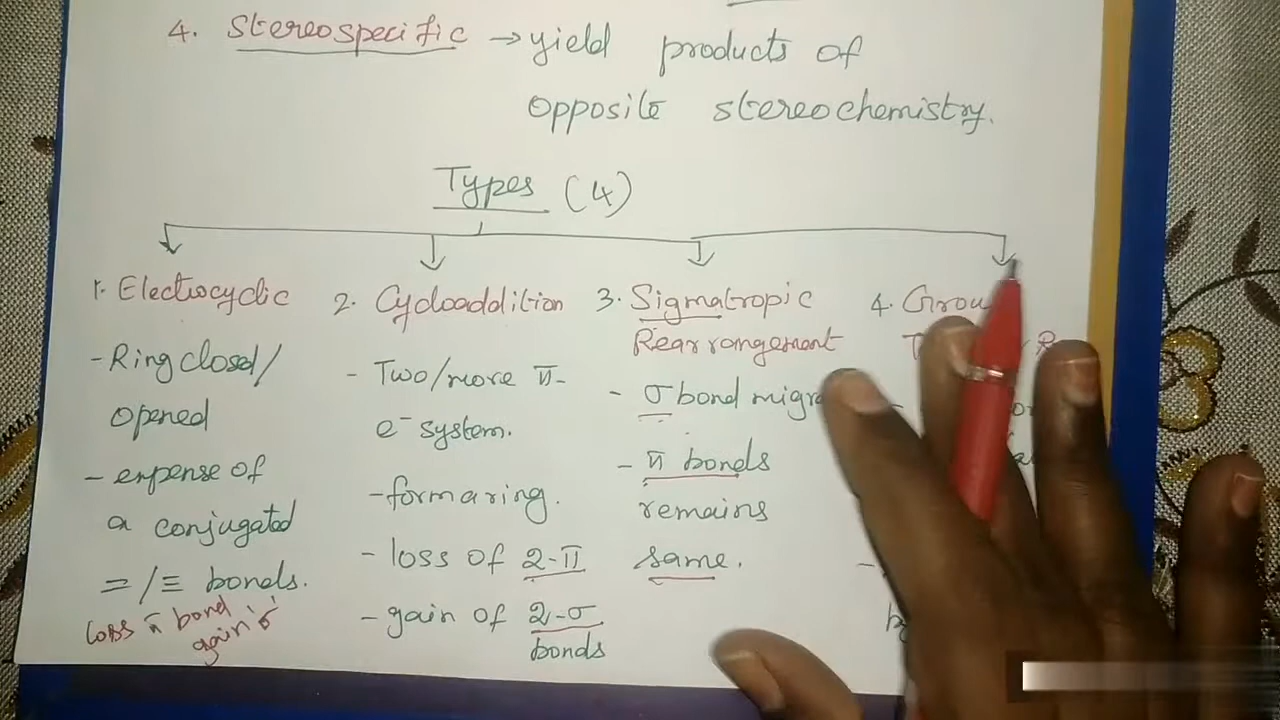 4. Stereospecific → yield products of
opposite stereochemistry.
Types (4)
1. Electrocyclic
- Ring closed/
opened
- expense of
a conjugated
= / ≡ bonds.
loss π bond
gain σ
2. Cycloaddition
- Two/more π-
e⁻ system.
- form a ring.
- loss of 2-π
- gain of 2-σ
bonds
3. Sigmatropic
Rearrangement
- σ bond migra
- π bonds
remains
same.
4. Grou